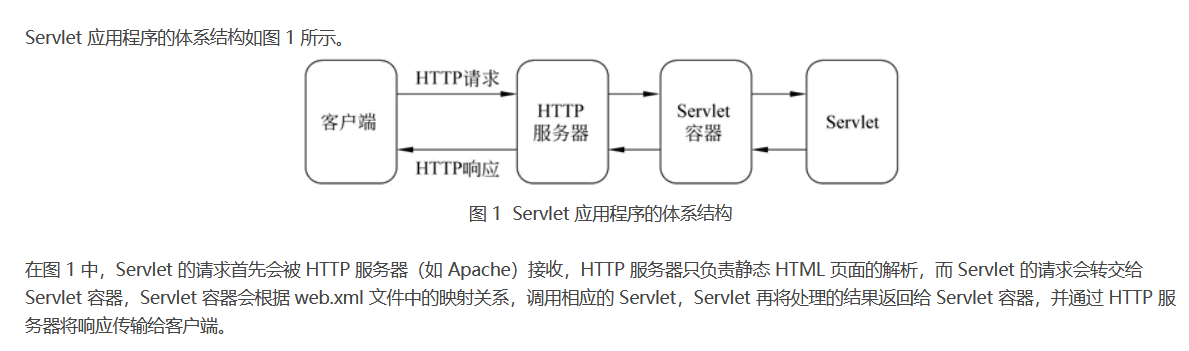 Servlet 应用程序的体系结构如图 1 所示。
HTTP请求
客户端
HTTP
服务器
Servlet
容器
Servlet
HTTP响应
图 1 Servlet 应用程序的体系结构
在图 1 中，Servlet 的请求首先会被 HTTP 服务器（如 Apache）接收，HTTP 服务器只负责静态 HTML 页面的解析，而 Servlet 的请求会转交给
Servlet 容器，Servlet 容器会根据 web.xml 文件中的映射关系，调用相应的 Servlet，Servlet 再将处理的结果返回给 Servlet 容器，并通过 HTTP 服
务器将响应传输给客户端。